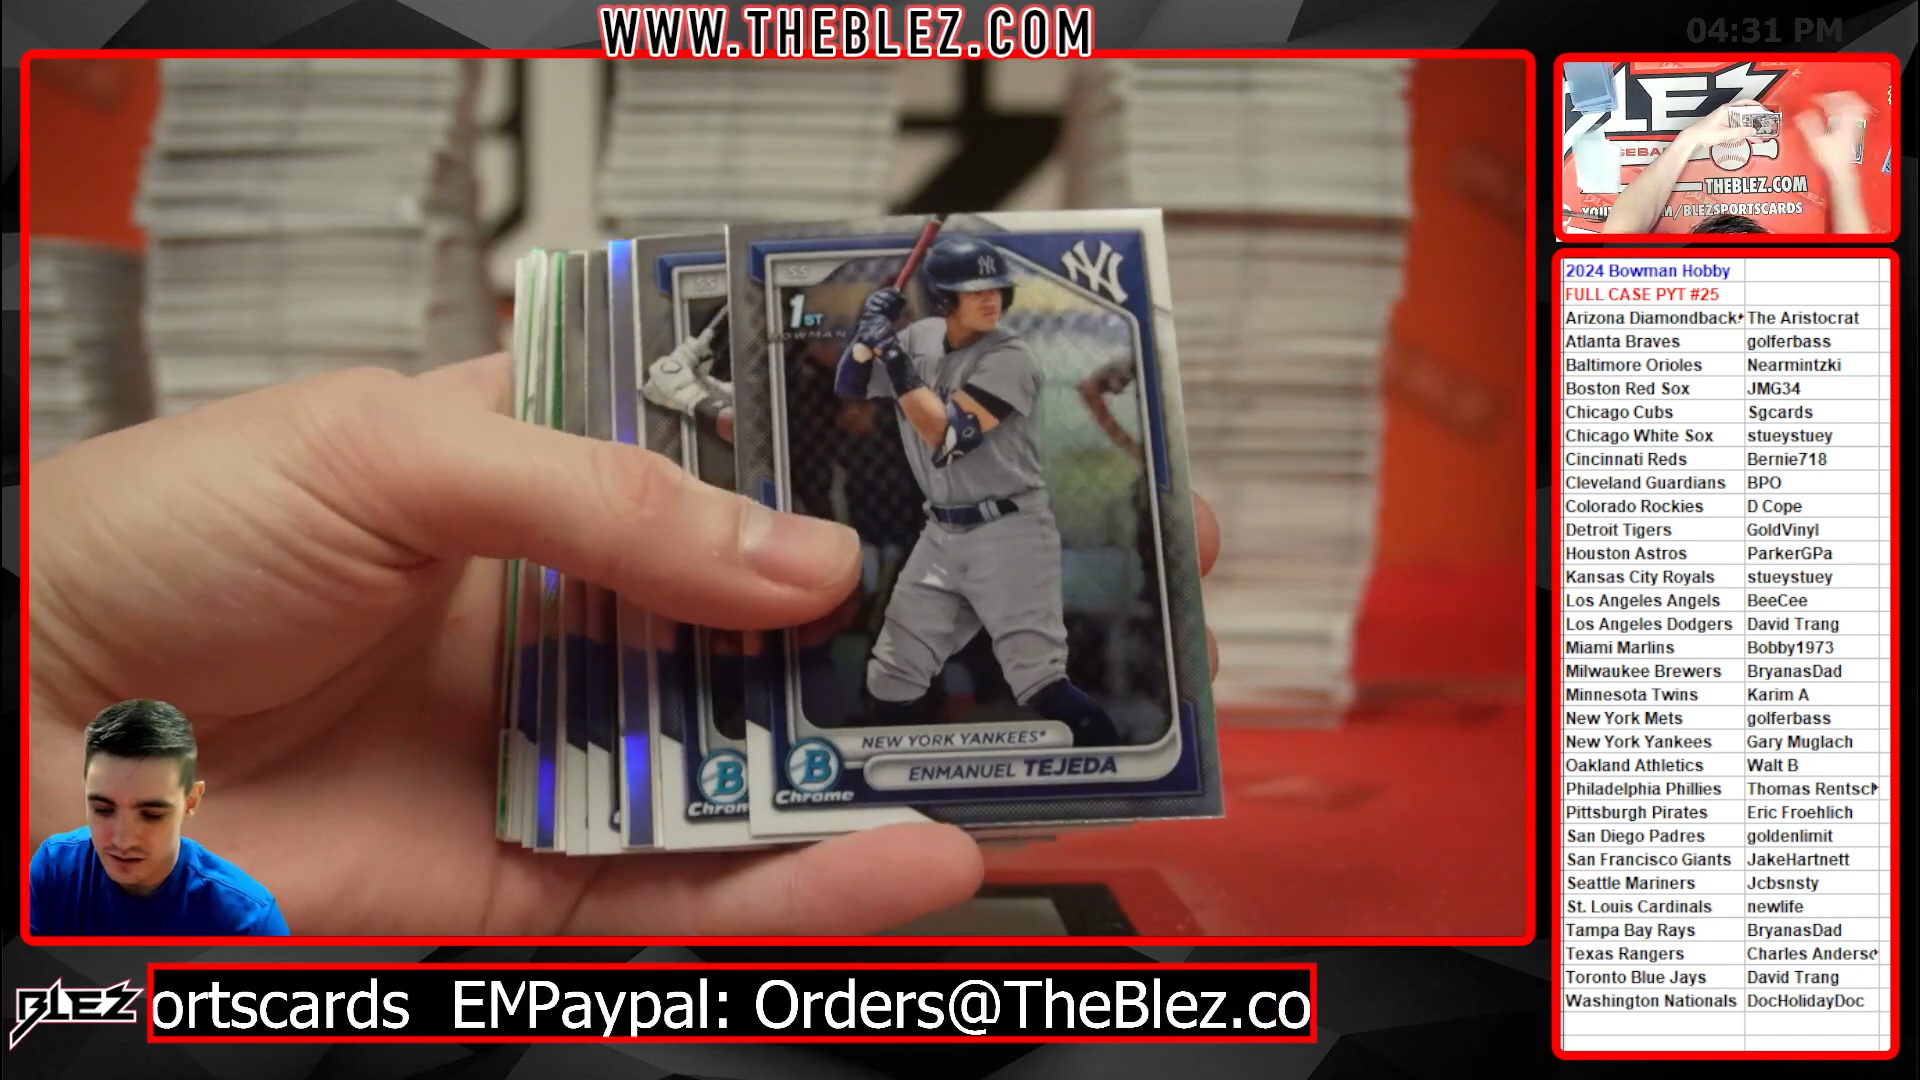 WWW.THEBLEZ.COM
04:31 PM
SS
1ST
BOWMAN
NY
NEW YORK YANKEES
ENMANUEL TEJEDA
B
Chrome
SS
B
Chrom
BLEZ
THEBLEZ.COM
M/BLEZSPORTSCARDS
2024 Bowman Hobby
FULL CASE PYT #25
Arizona Diamondback The Aristocrat
Atlanta Braves golferbass
Baltimore Orioles Nearmintzki
Boston Red Sox JMG34
Chicago Cubs Sgcards
Chicago White Sox stueystuey
Cincinnati Reds Bernie718
Cleveland Guardians BPO
Colorado Rockies D Cope
Detroit Tigers GoldVinyl
Houston Astros ParkerGPa
Kansas City Royals stueystuey
Los Angeles Angels BeeCee
Los Angeles Dodgers David Trang
Miami Marlins Bobby1973
Milwaukee Brewers BryanasDad
Minnesota Twins Karim A
New York Mets golferbass
New York Yankees Gary Muglach
Oakland Athletics Walt B
Philadelphia Phillies Thomas Rentsch
Pittsburgh Pirates Eric Froehlich
San Diego Padres goldenlimit
San Francisco Giants JakeHartnett
Seattle Mariners Jcbsnsty
St. Louis Cardinals newlife
Tampa Bay Rays BryanasDad
Texas Rangers Charles Anders
Toronto Blue Jays David Trang
Washington Nationals DocHolidayDoc
BLEZ
ortscards EMPaypal: Orders@TheBlez.co